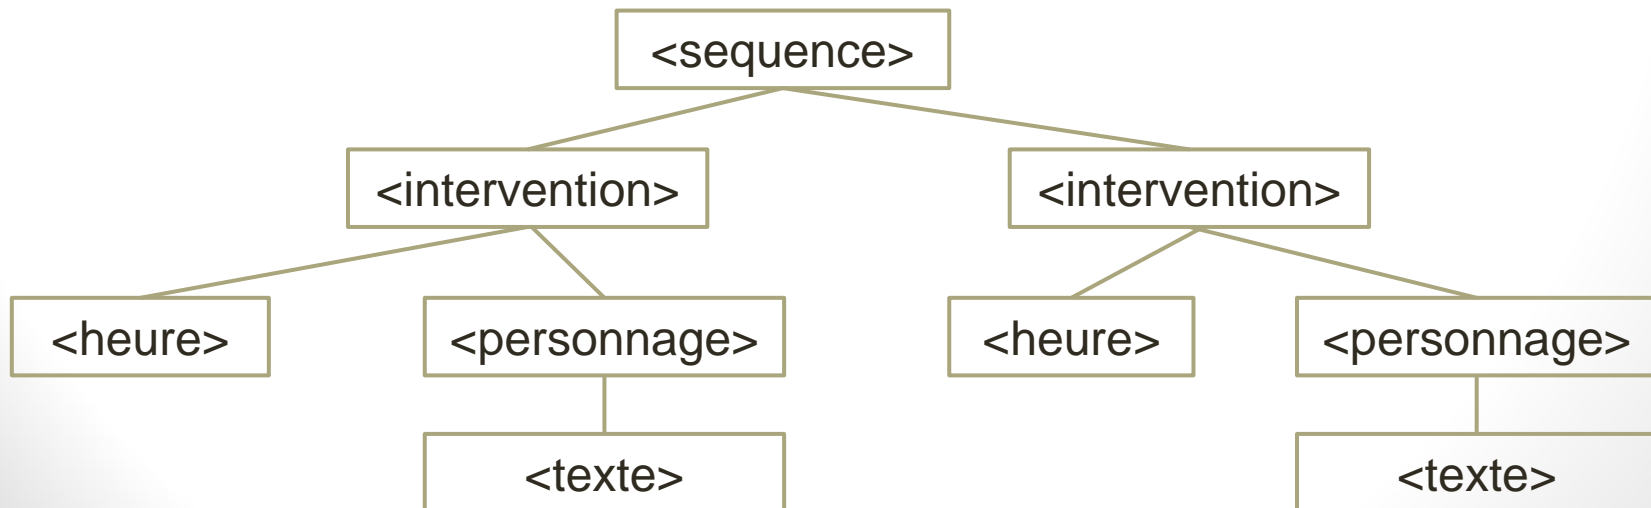 <sequence>
<intervention> <intervention>
<heure> <personnage> <heure> <personnage>
<texte> <texte>